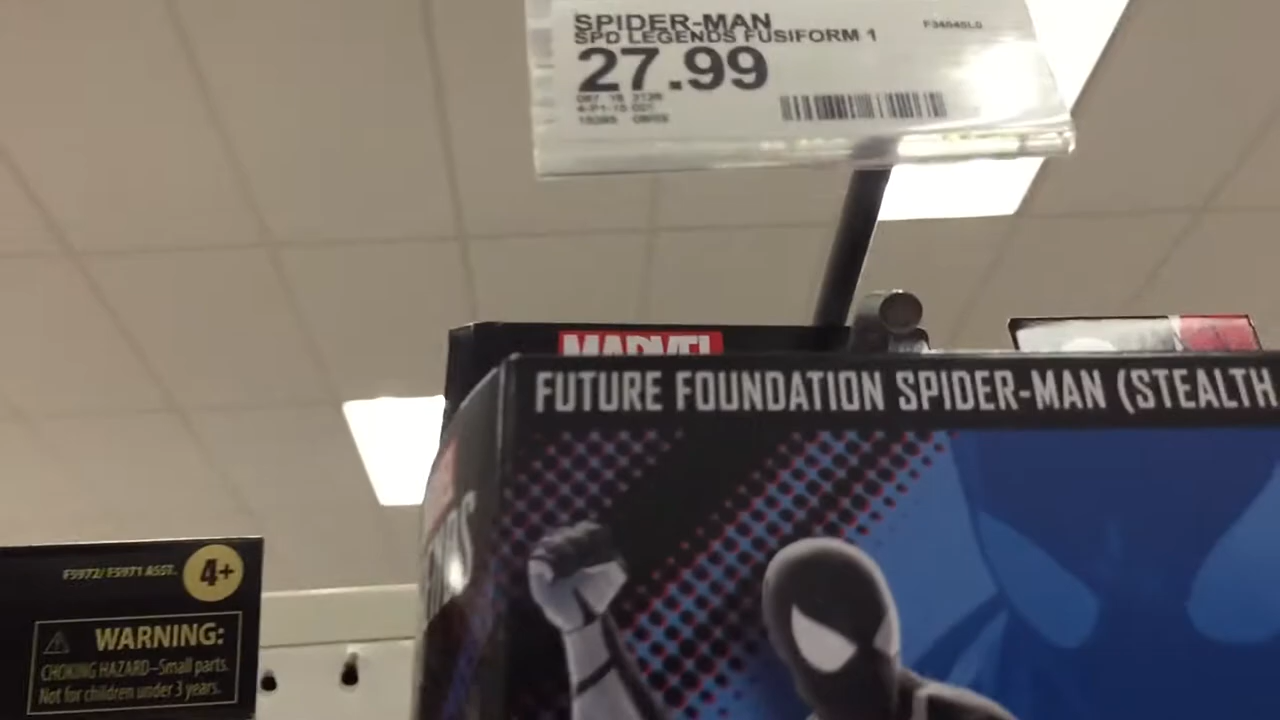 SPIDER-MAN
SPD LEGENDS FUSIFORM 1
27.99
MARVEL
FUTURE FOUNDATION SPIDER-MAN (STEALTH
F5972/ F5971 ASST.
4+
WARNING:
CHOKING HAZARD–Small parts.
Not for children under 3 years.